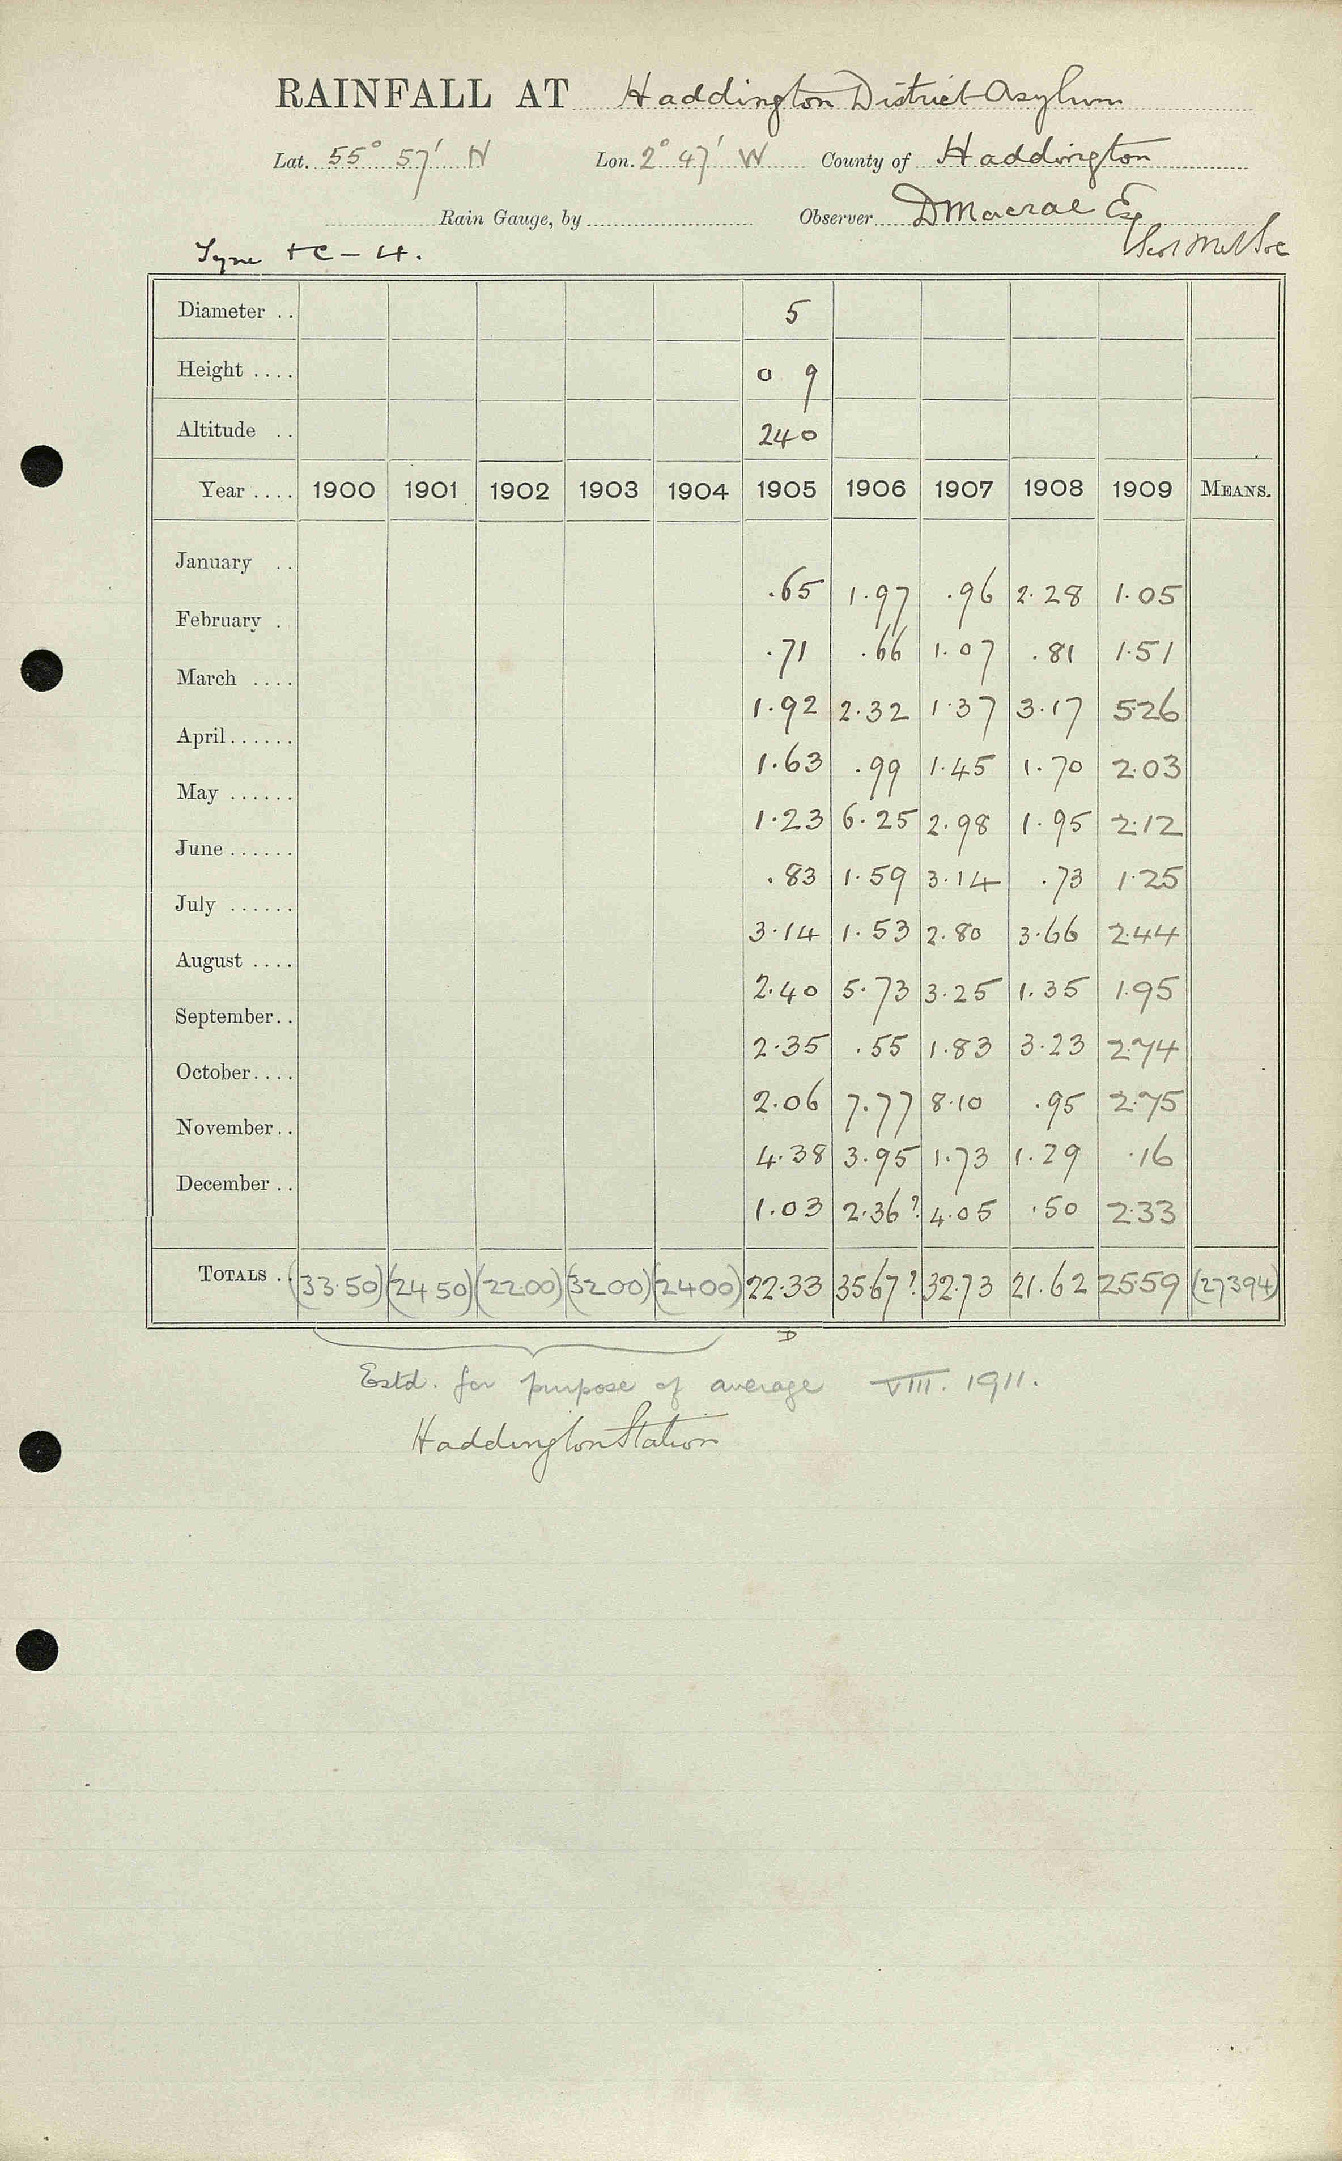 RAINFALL AT Haddington District Asylum
Lat. 55° 57' N Lon. 2° 47' W County of Haddington
Rain Gauge, by Observer D Macrae Esq
Scot Met Soc
Tyne + C - 4.
Diameter .. 5
Height .... 0 9
Altitude .. 240
Year .... 1900 1901 1902 1903 1904 1905 1906 1907 1908 1909 MEANS.
January .. .65 1.97 .96 2.28 1.05
February . .71 .66 1.07 .81 1.51
March .... 1.92 2.32 1.37 3.17 5.26
April...... 1.63 .99 1.45 1.70 2.03
May ...... 1.23 6.25 2.98 1.95 2.12
June ...... .83 1.59 3.14 .73 1.25
July ...... 3.14 1.53 2.80 3.66 2.44
August .... 2.40 5.73 3.25 1.35 1.95
September.. 2.35 .55 1.83 3.23 2.74
October.... 2.06 7.77 8.10 .95 2.75
November.. 4.38 3.95 1.73 1.29 .16
December .. 1.03 2.36? 4.05 .50 2.33
TOTALS .. (33.50) (24 50) (22.00) (32.00) (24.00) 22.33 35.67? 32.73 21.62 25.59 (27394)
D
Estd. for purpose of average VIII. 1911.
Haddington Station